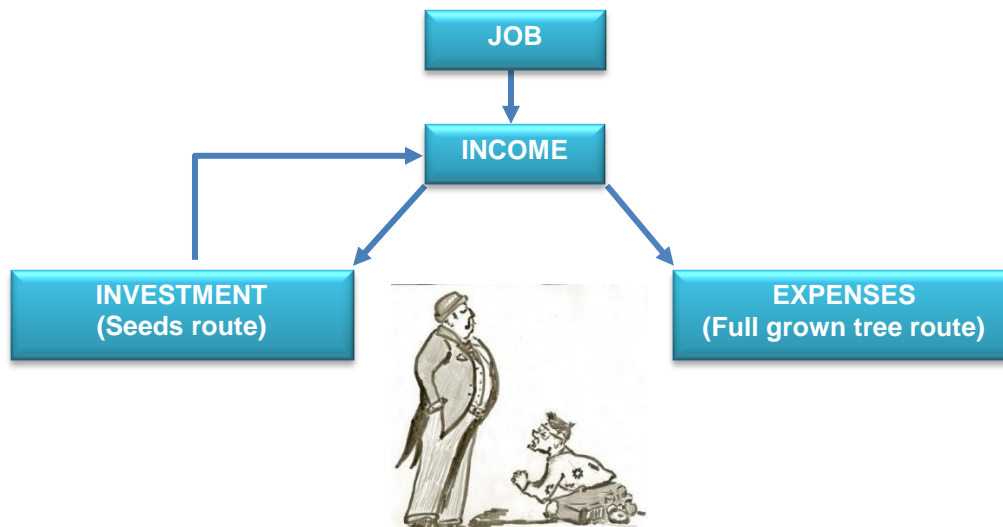 JOB
INCOME
INVESTMENT
(Seeds route)
EXPENSES
(Full grown tree route)